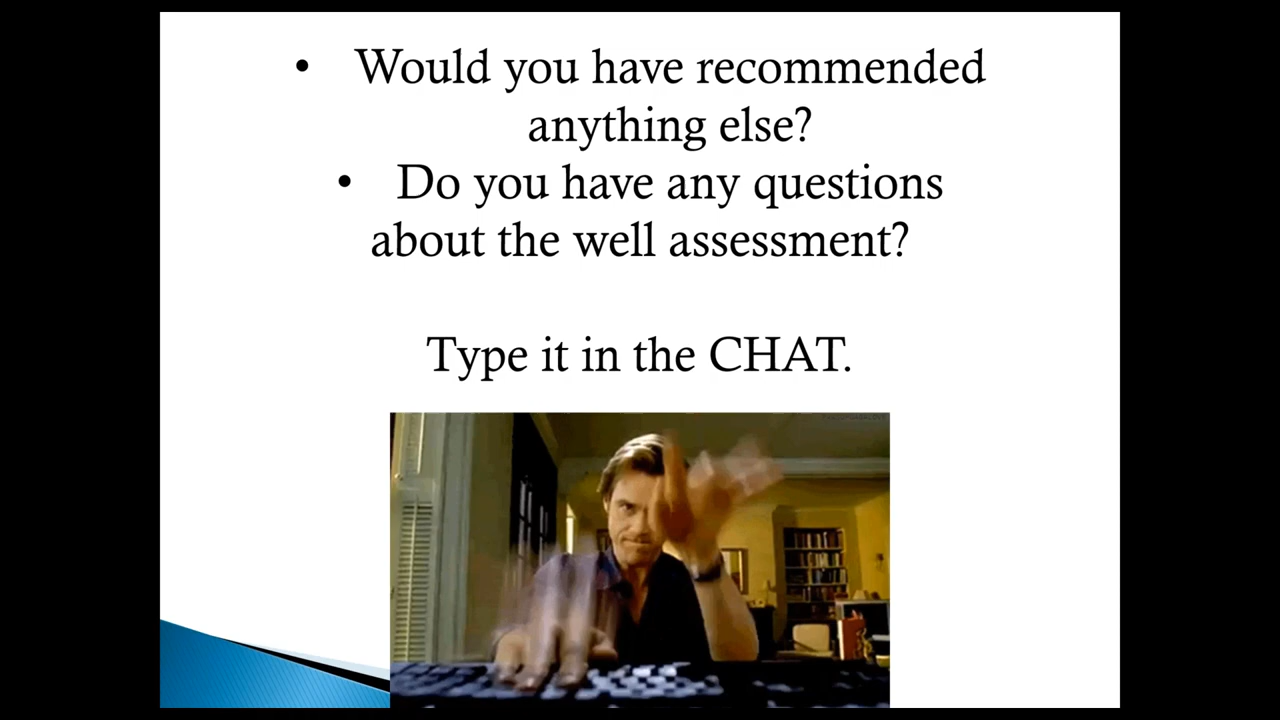 • Would you have recommended
anything else?
• Do you have any questions
about the well assessment?
Type it in the CHAT.